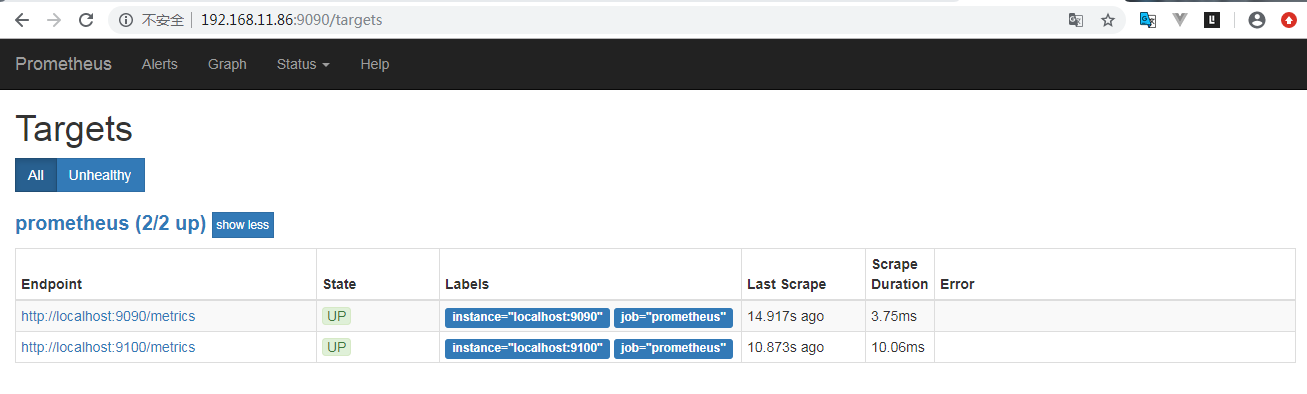 不安全 192.168.11.86:9090/targets
Prometheus Alerts Graph Status Help
Targets
All Unhealthy
prometheus (2/2 up) show less
Endpoint State Labels Last Scrape Scrape Duration Error
http://localhost:9090/metrics UP instance="localhost:9090" job="prometheus" 14.917s ago 3.75ms
http://localhost:9100/metrics UP instance="localhost:9100" job="prometheus" 10.873s ago 10.06ms